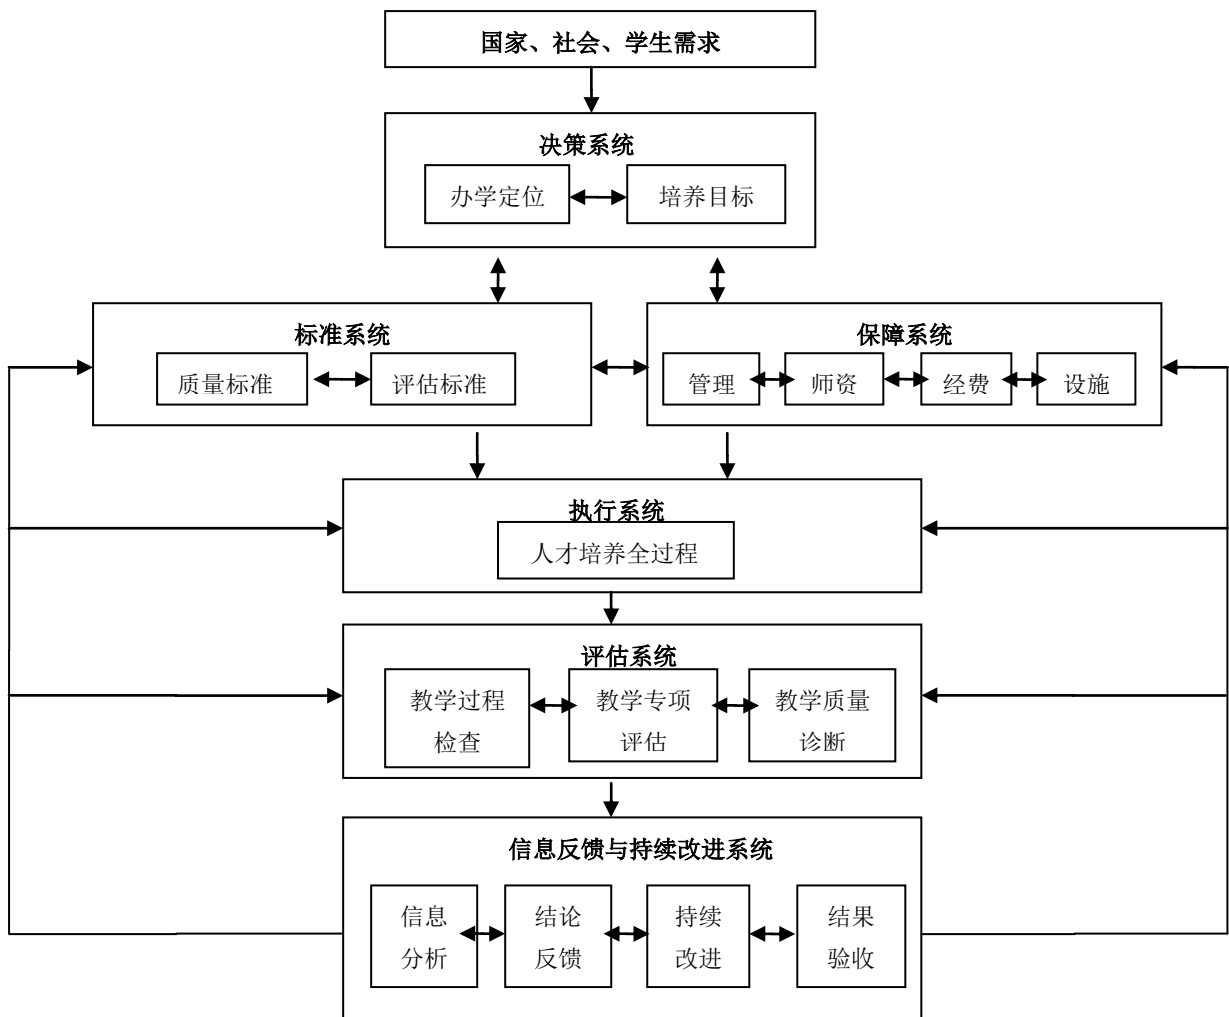 国家、社会、学生需求
决策系统
办学定位
培养目标
标准系统
质量标准
评估标准
保障系统
管理
师资
经费
设施
执行系统
人才培养全过程
评估系统
教学过程
检查
教学专项
评估
教学质量
诊断
信息反馈与持续改进系统
信息
分析
结论
反馈
持续
改进
结果
验收